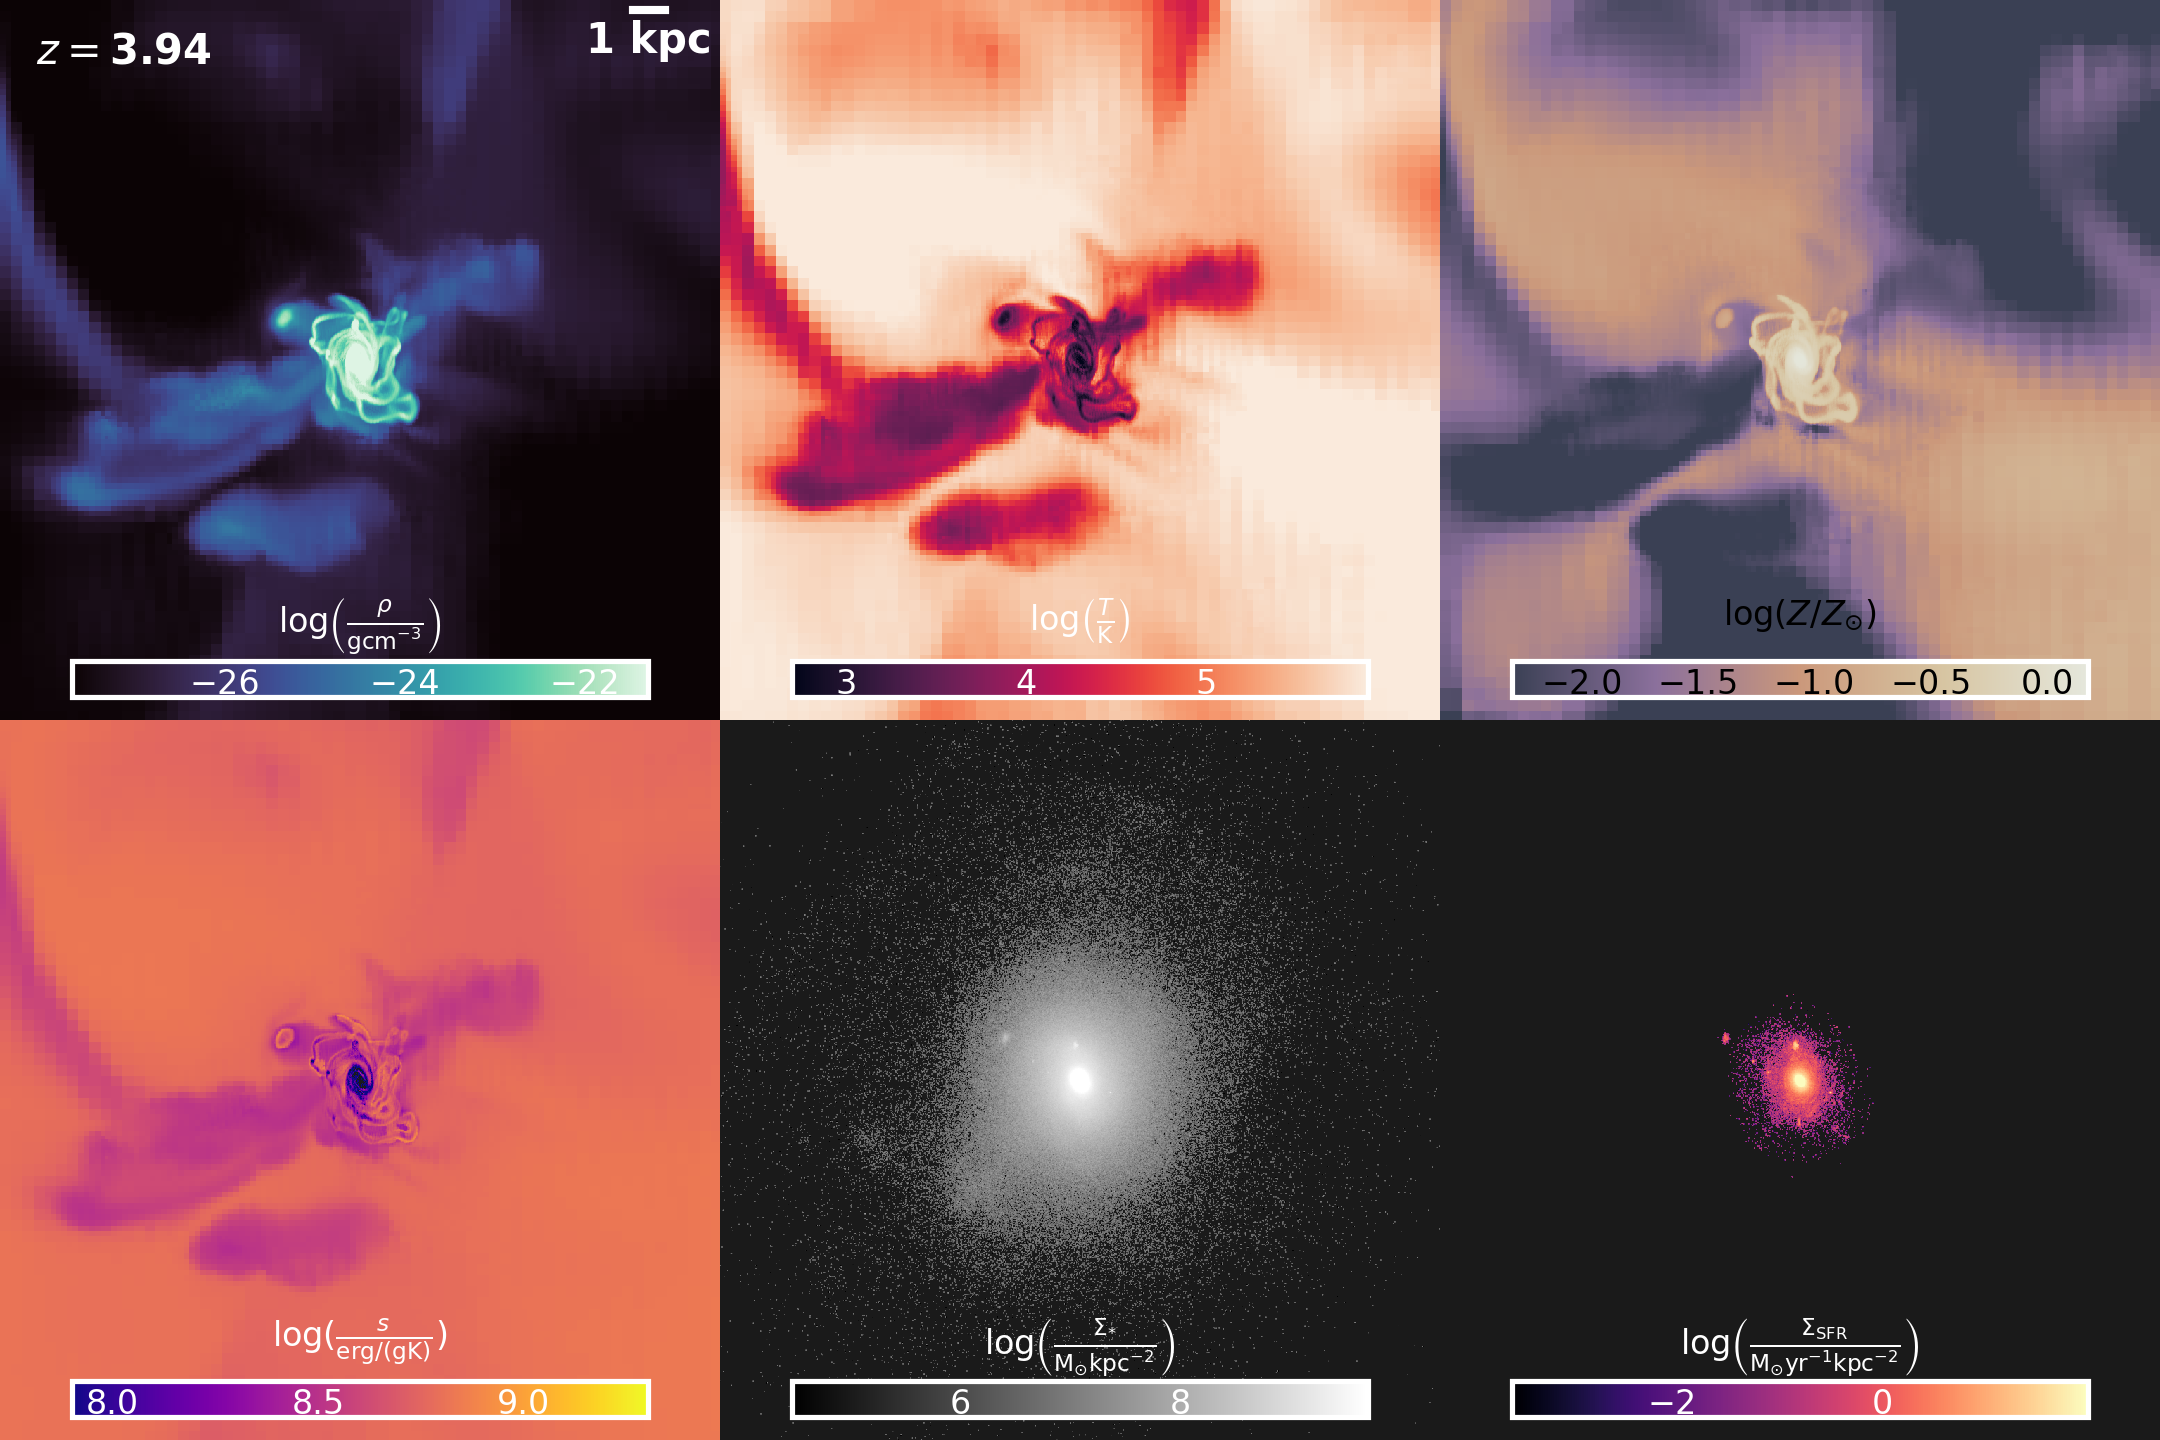 z = 3.94
1 kpc
log(ρ/gcm⁻³)
−26 −24 −22
log(T/K)
3 4 5
log(Z/Z⊙)
−2.0 −1.5 −1.0 −0.5 0.0
log(s/erg/(gK))
8.0 8.5 9.0
log(Σ*/M⊙kpc⁻²)
6 8
log(Σ_SFR/M⊙yr⁻¹kpc⁻²)
−2 0